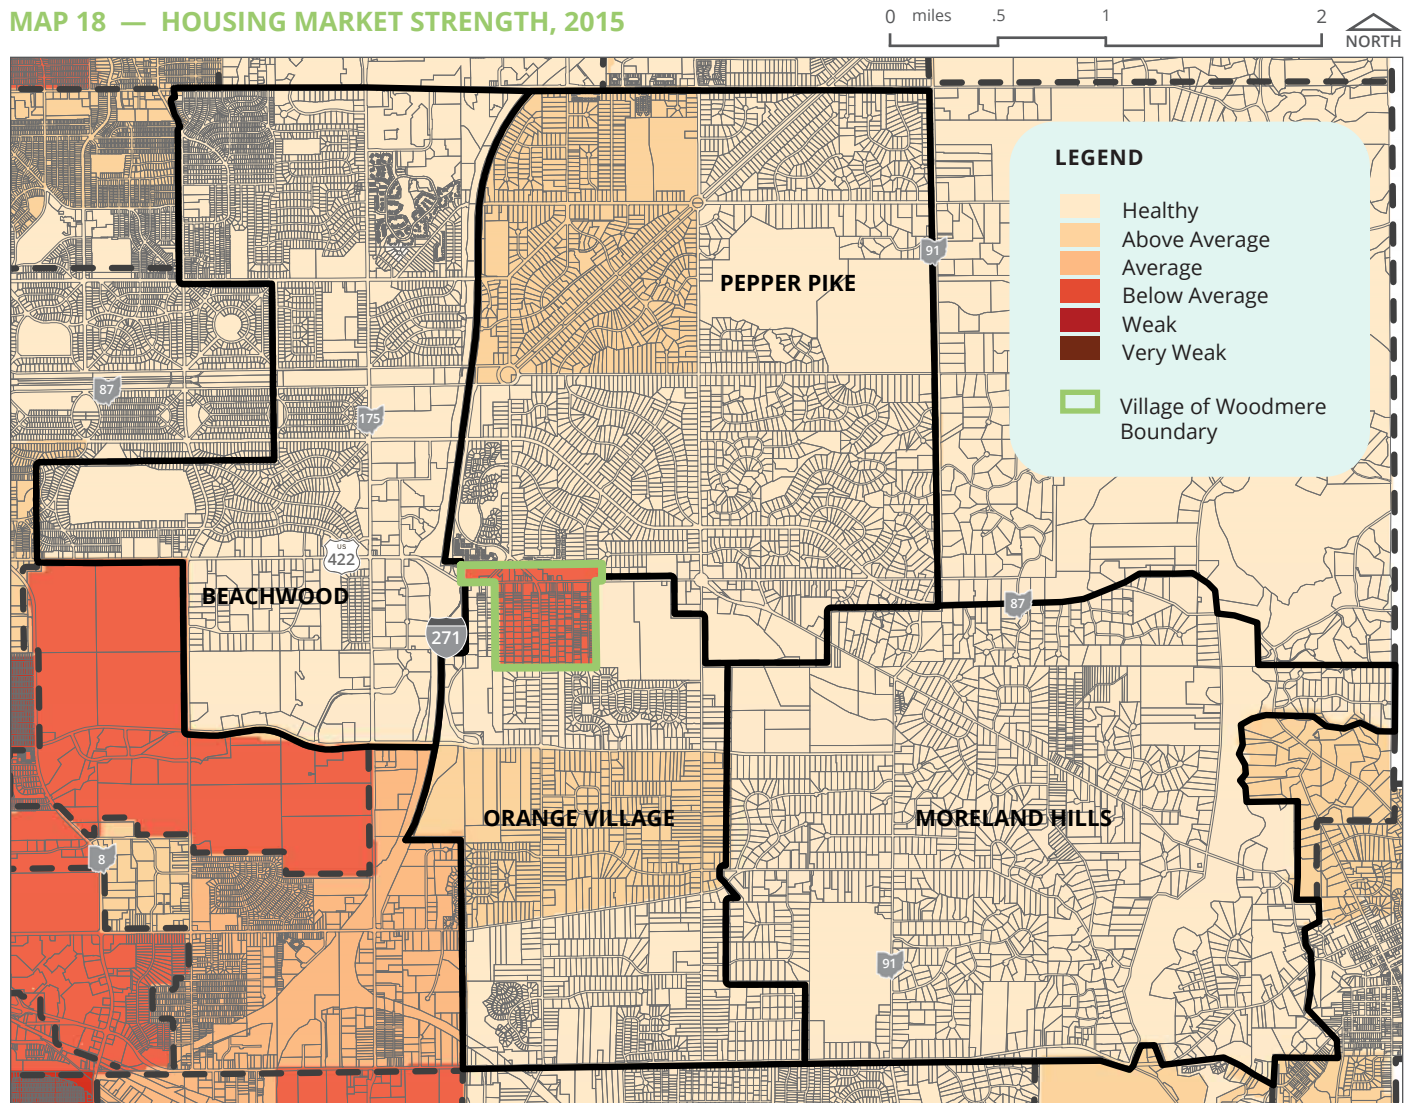 MAP 18 — HOUSING MARKET STRENGTH, 2015
0 miles .5 1 2
NORTH
LEGEND
Healthy
Above Average
Average
Below Average
Weak
Very Weak
Village of Woodmere
Boundary
91
PEPPER PIKE
87
175
US
422
BEACHWOOD
87
271
ORANGE VILLAGE
MORELAND HILLS
8
91